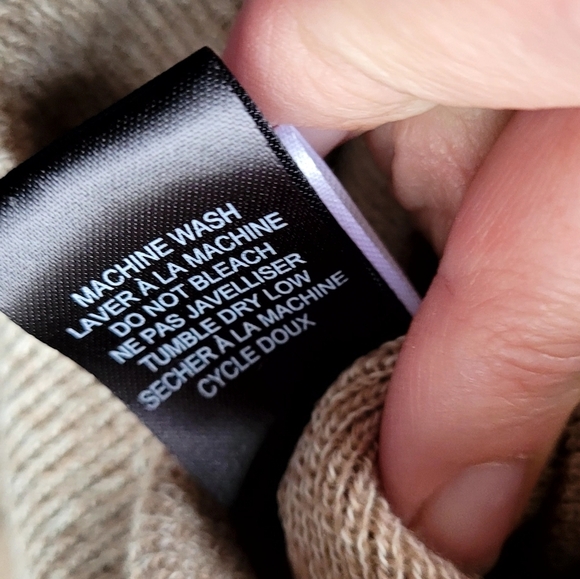 MACHINE WASH
LAVER À LA MACHINE
DO NOT BLEACH
NE PAS JAVELLISER
TUMBLE DRY LOW
SECHER À LA MACHINE
CYCLE DOUX